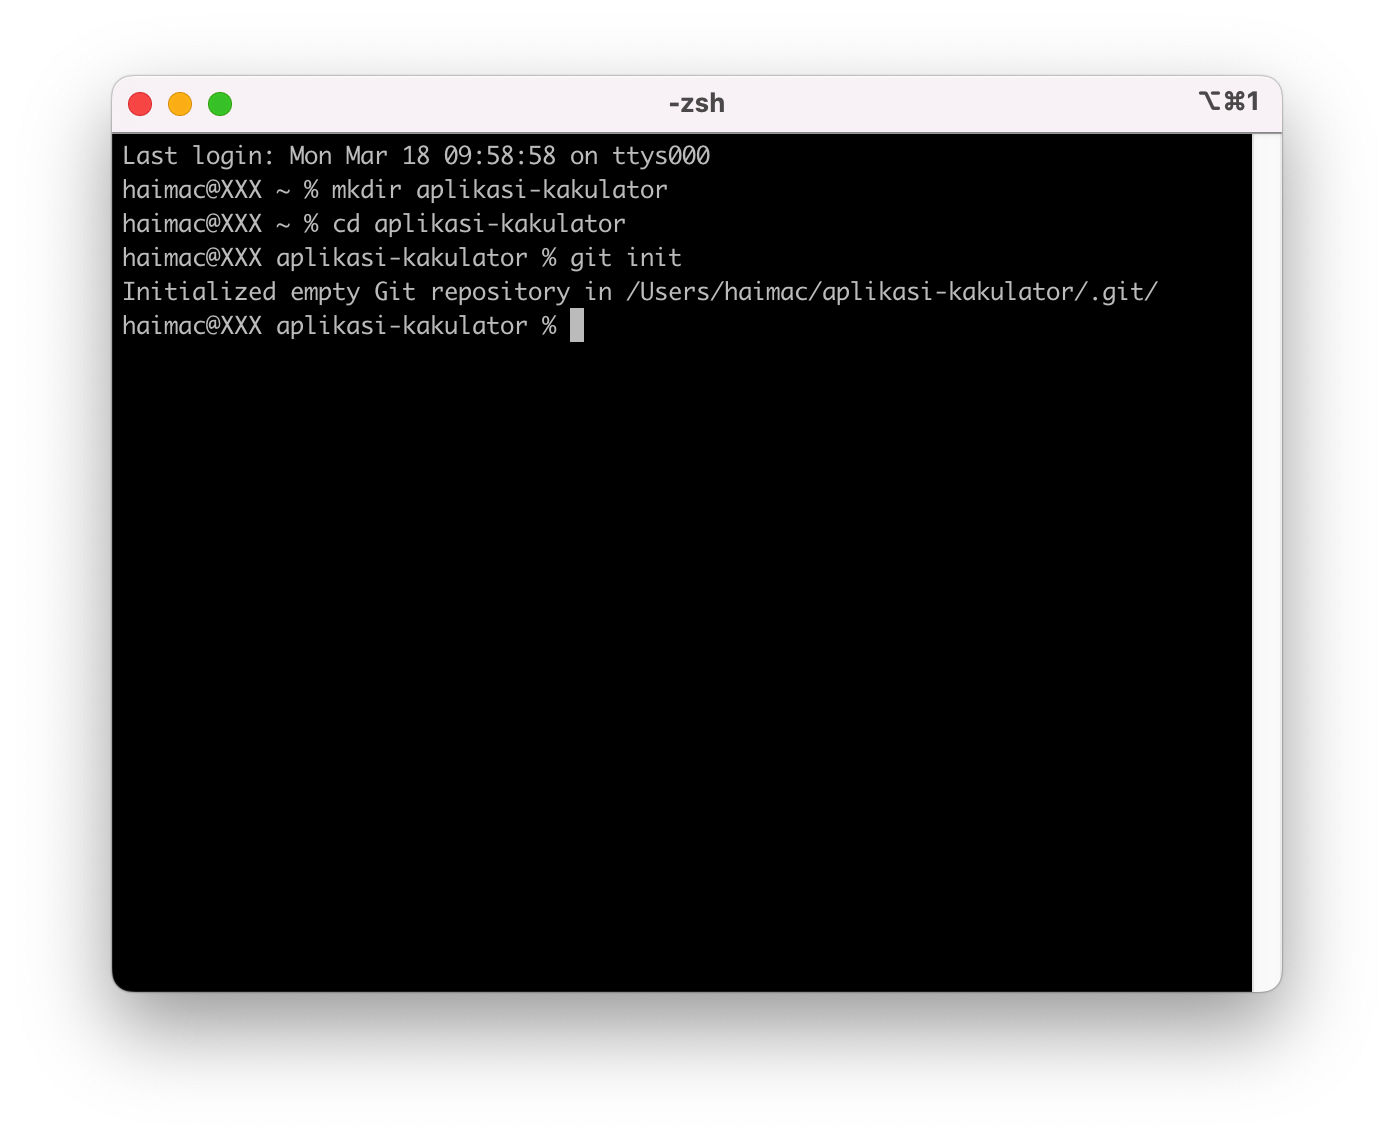 -zsh
⌥⌘1
Last login: Mon Mar 18 09:58:58 on ttys000
haimac@XXX ~ % mkdir aplikasi-kakulator
haimac@XXX ~ % cd aplikasi-kakulator
haimac@XXX aplikasi-kakulator % git init
Initialized empty Git repository in /Users/haimac/aplikasi-kakulator/.git/
haimac@XXX aplikasi-kakulator %